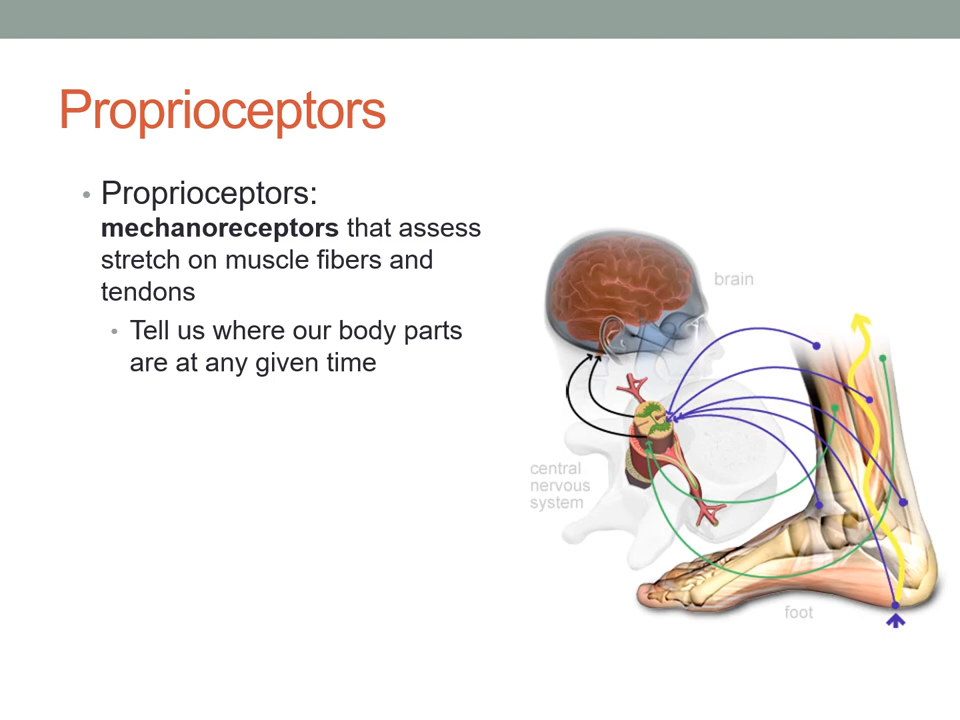 Proprioceptors
• Proprioceptors:
mechanoreceptors that assess
stretch on muscle fibers and
tendons
• Tell us where our body parts
are at any given time
brain
central
nervous
system
foot